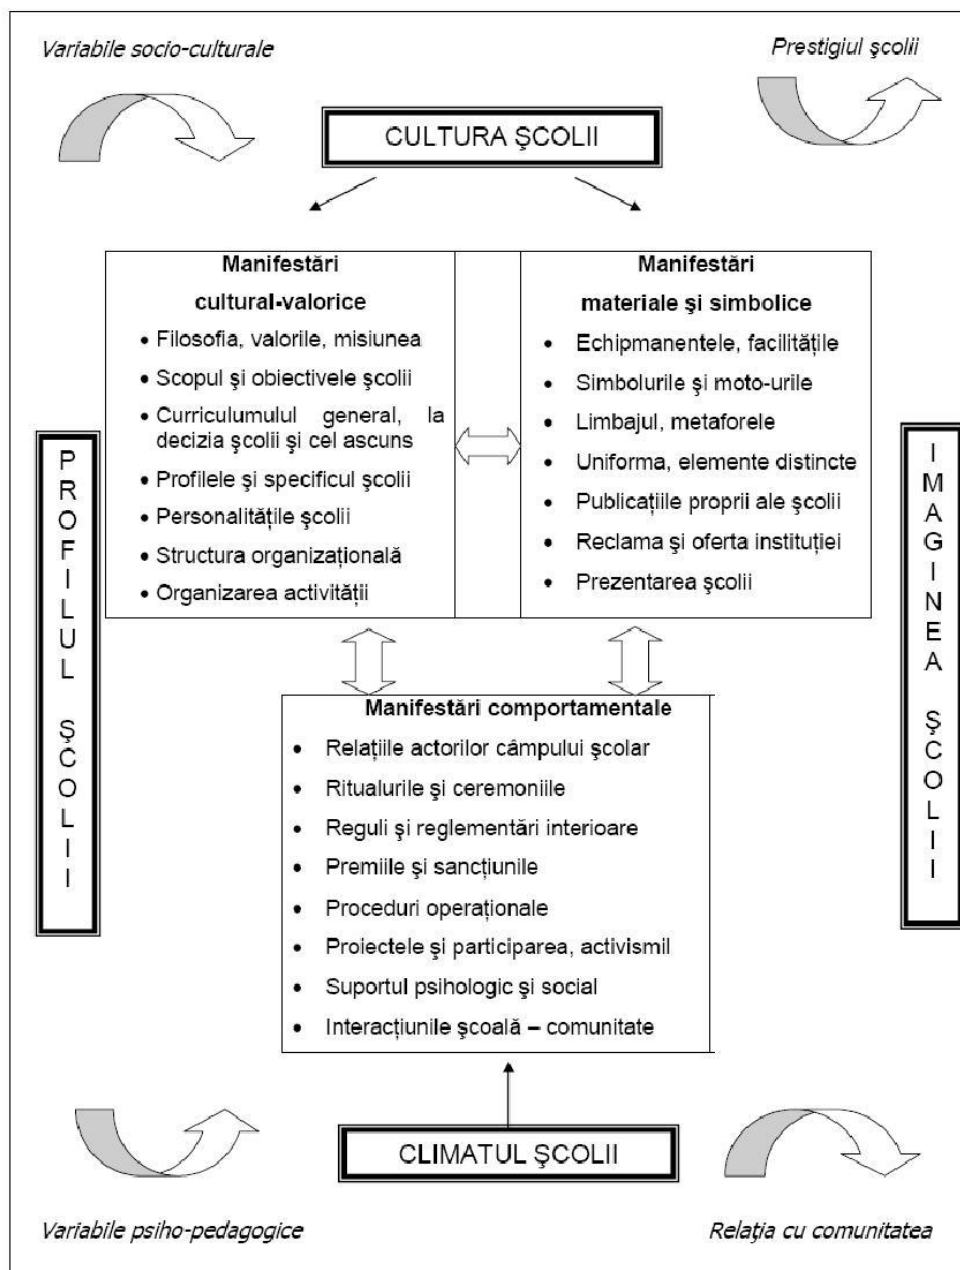 Variabile socio-culturale
Prestigiul şcolii
CULTURA ŞCOLII
Manifestări
cultural-valorice
• Filosofia, valorile, misiunea
• Scopul şi obiectivele şcolii
• Curriculumulul general, la
decizia şcolii şi cel ascuns
• Profilele şi specificul şcolii
• Personalităţile şcolii
• Structura organizaţională
• Organizarea activităţii
Manifestări
materiale şi simbolice
• Echipmanentele, facilităţile
• Simbolurile şi moto-urile
• Limbajul, metaforele
• Uniforma, elemente distincte
• Publicaţiile proprii ale şcolii
• Reclama şi oferta instituţiei
• Prezentarea şcolii
PROFILUL ŞCOLII
IMAGINEA ŞCOLII
Manifestări comportamentale
• Relaţiile actorilor câmpului şcolar
• Ritualurile şi ceremoniile
• Reguli şi reglementări interioare
• Premiile şi sancţiunile
• Proceduri operaţionale
• Proiectele şi participarea, activismil
• Suportul psihologic şi social
• Interacţiunile şcoală – comunitate
CLIMATUL ŞCOLII
Variabile psiho-pedagogice
Relaţia cu comunitatea